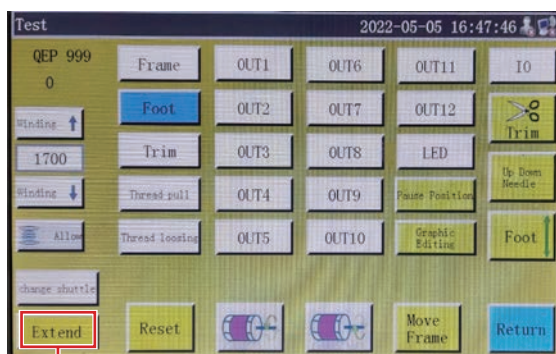 Test 2022-05-05 16:47:46
QEP 999
0
Winding
1700
Winding
Allow
change shuttle
Extend
Frame
Foot
Trim
Thread pull
Thread loosing
Reset
OUT1
OUT2
OUT3
OUT4
OUT5
OUT6
OUT7
OUT8
OUT9
OUT10
OUT11
OUT12
LED
Pause Position
Graphic
Editing
Move
Frame
IO
Trim
Up Down
Needle
Foot
Return